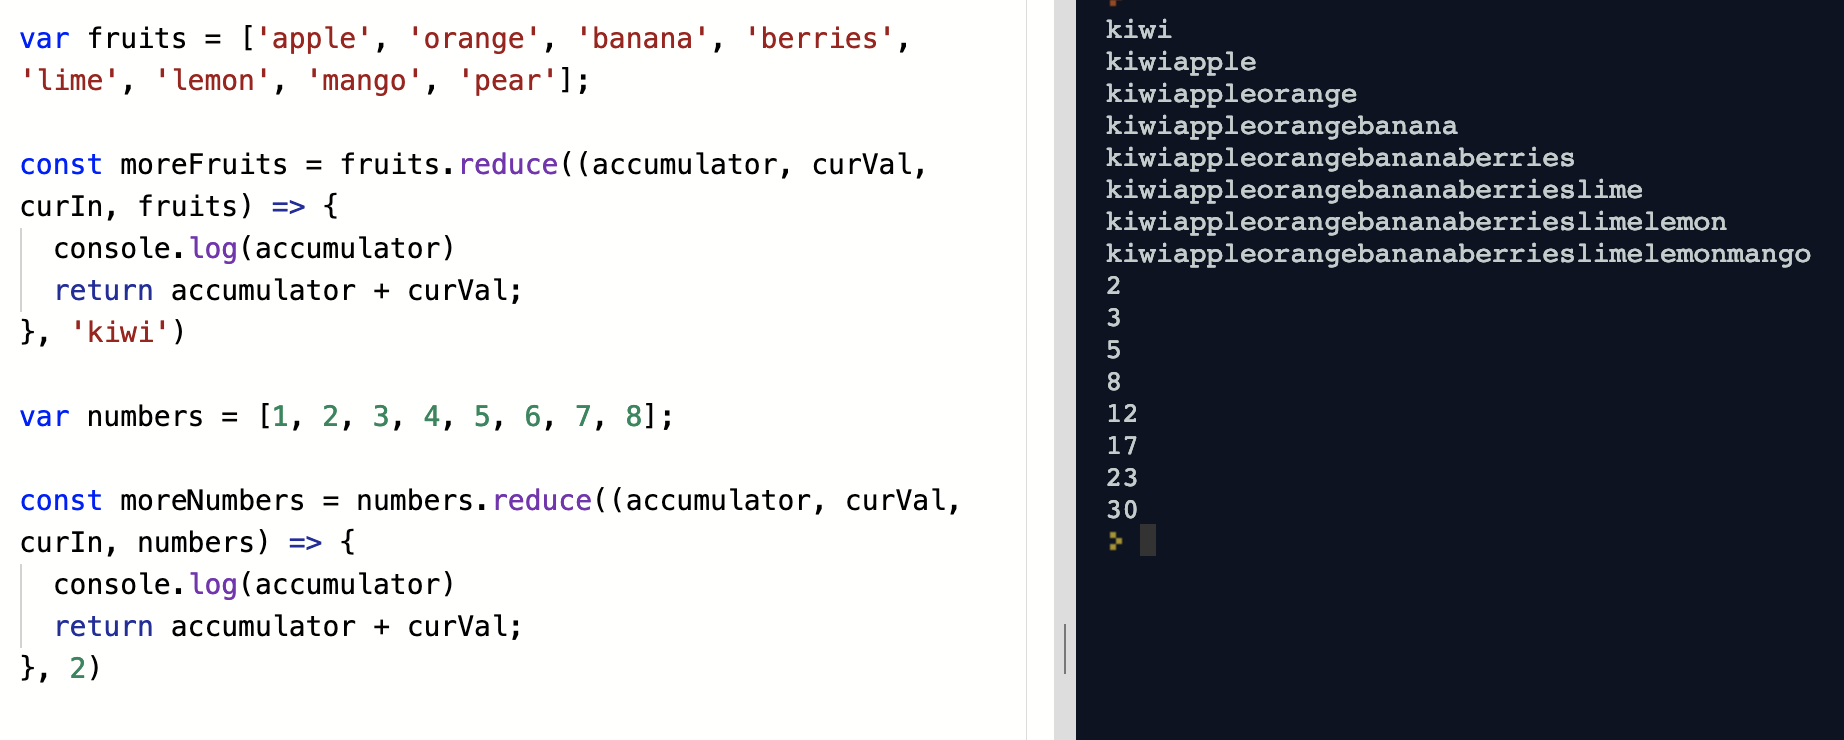 var fruits = ['apple', 'orange', 'banana', 'berries',
'lime', 'lemon', 'mango', 'pear'];
const moreFruits = fruits.reduce((accumulator, curVal,
curIn, fruits) => {
console.log(accumulator)
return accumulator + curVal;
}, 'kiwi')
var numbers = [1, 2, 3, 4, 5, 6, 7, 8];
const moreNumbers = numbers.reduce((accumulator, curVal,
curIn, numbers) => {
console.log(accumulator)
return accumulator + curVal;
}, 2)
kiwi
kiwiapple
kiwiappleorange
kiwiappleorangebanana
kiwiappleorangebananaberries
kiwiappleorangebananaberrieslime
kiwiappleorangebananaberrieslimelemon
kiwiappleorangebananaberrieslimelemonmango
2
3
5
8
12
17
23
30
>